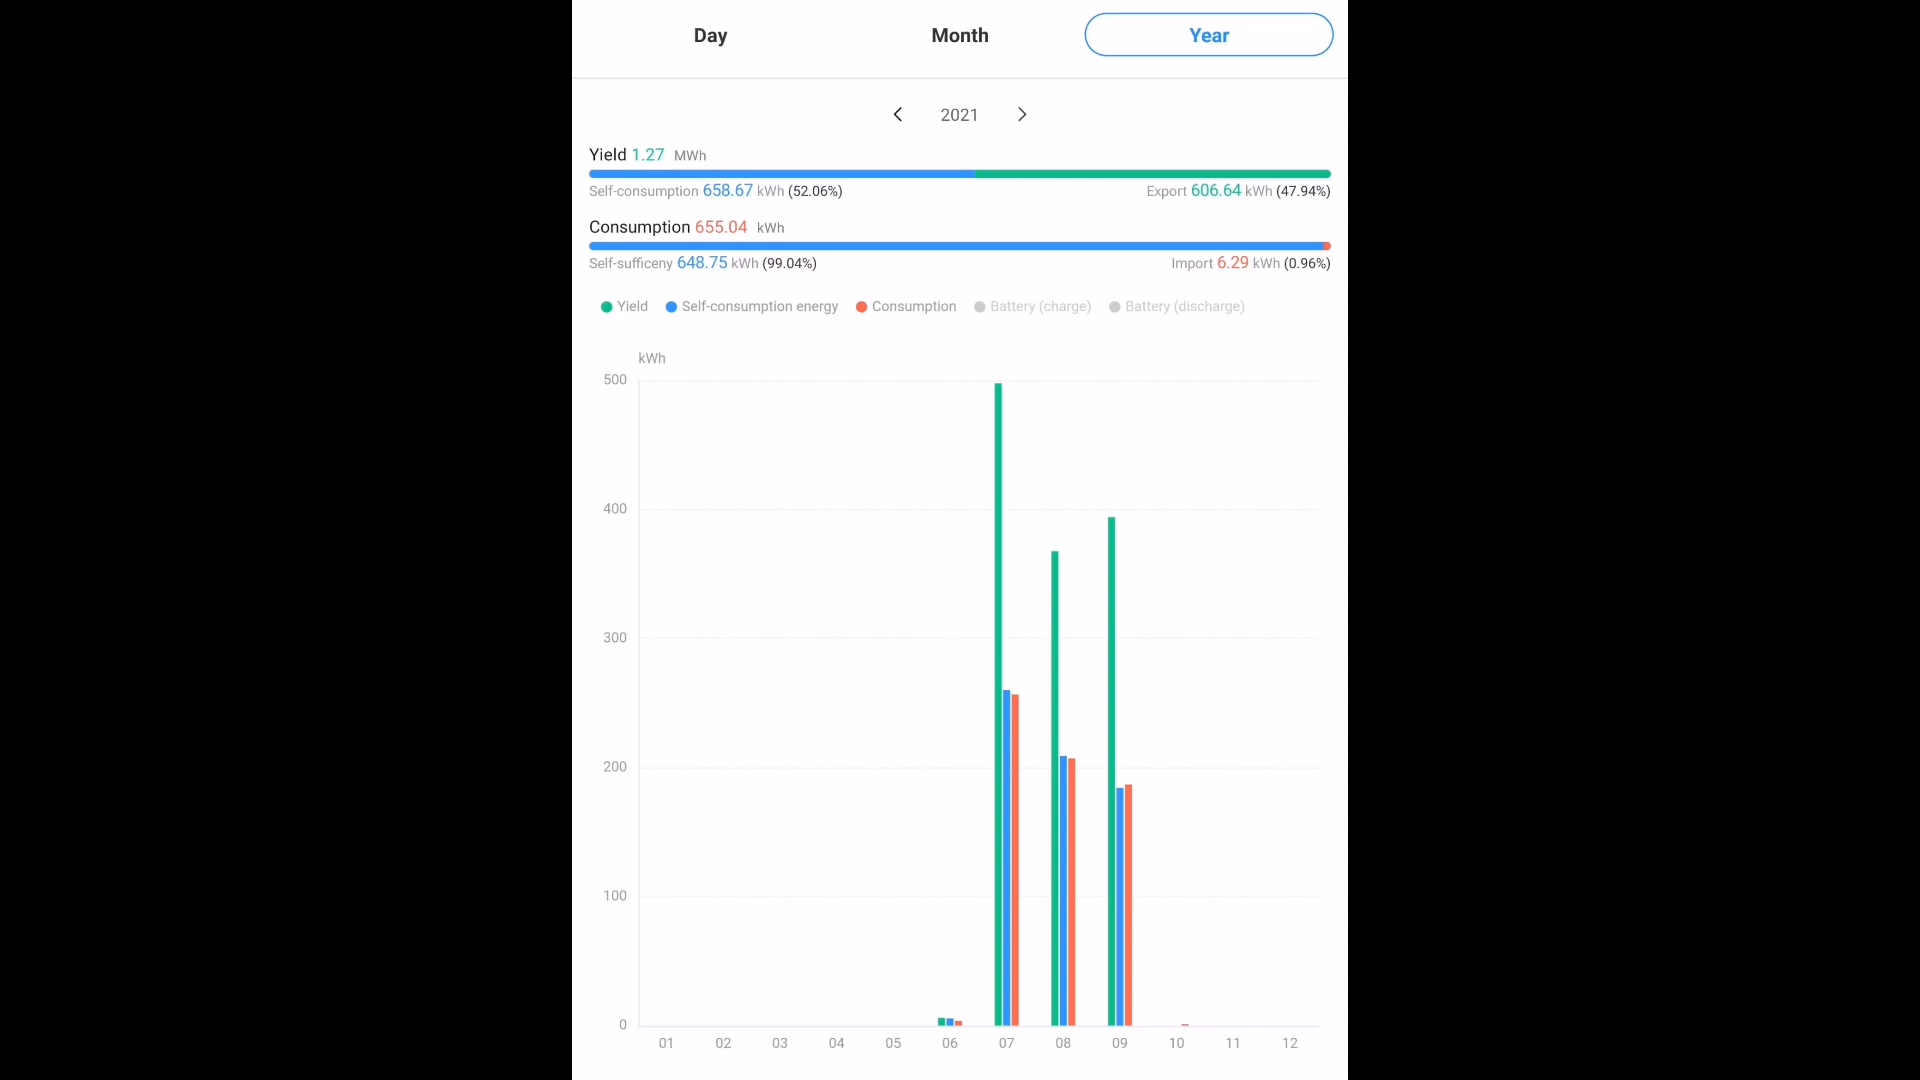 Day Month Year
2021
Yield 1.27 MWh
Self-consumption 658.67 kWh (52.06%) Export 606.64 kWh (47.94%)
Consumption 655.04 kWh
Self-sufficeny 648.75 kWh (99.04%) Import 6.29 kWh (0.96%)
Yield Self-consumption energy Consumption Battery (charge) Battery (discharge)
kWh
500
400
300
200
100
0
01 02 03 04 05 06 07 08 09 10 11 12